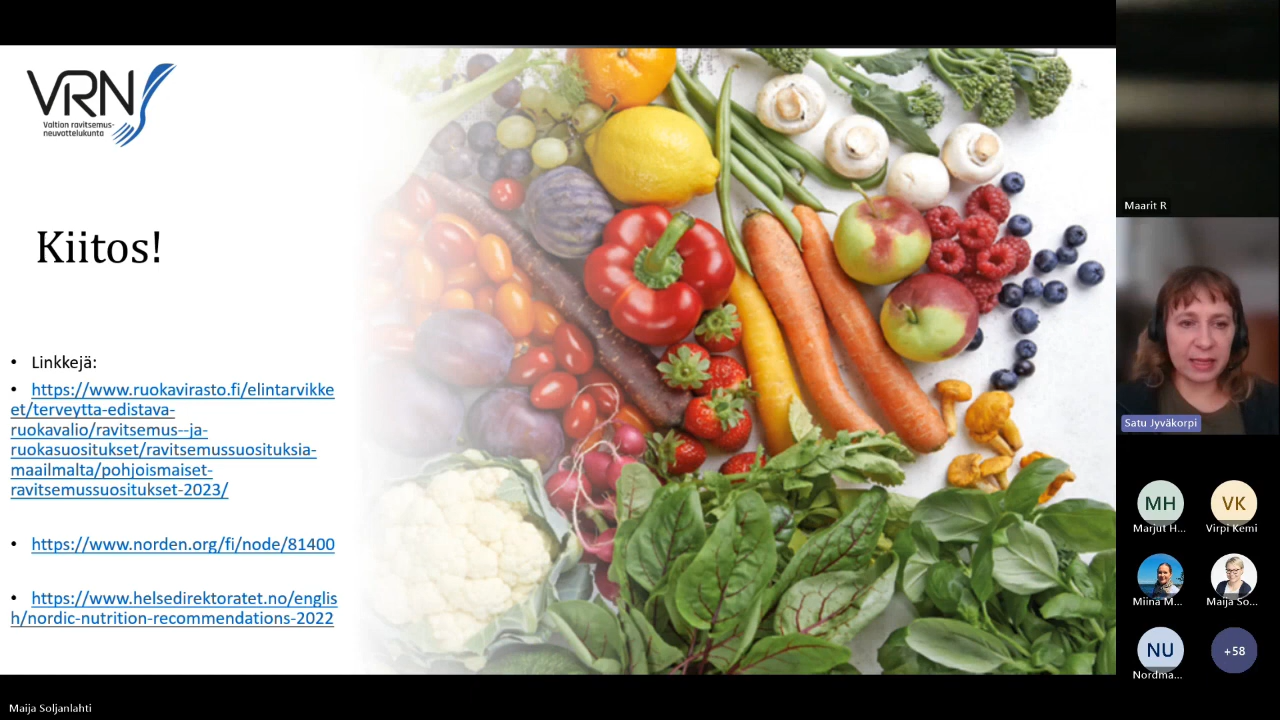 VRN
Valtion ravitsemus-
neuvottelukunta
Kiitos!
• Linkkejä:
• https://www.ruokavirasto.fi/elintarvikke
et/terveytta-edistava-
ruokavalio/ravitsemus--ja-
ruokasuositukset/ravitsemussuosituksia-
maailmalta/pohjoismaiset-
ravitsemussuositukset-2023/
• https://www.norden.org/fi/node/81400
• https://www.helsedirektoratet.no/englis
h/nordic-nutrition-recommendations-2022
Maarit R
Satu Jyväkorpi
MH
VK
Marjut H...
Virpi Kemi
Miina M...
Maija So...
NU
+58
Nordma...
Maija Soljanlahti